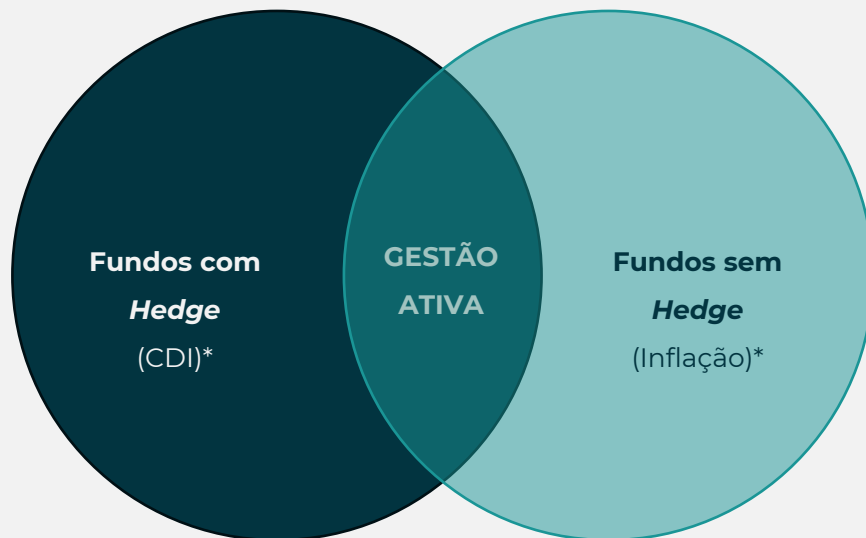 Fundos com
Hedge
(CDI)*
GESTÃO
ATIVA
Fundos sem
Hedge
(Inflação)*